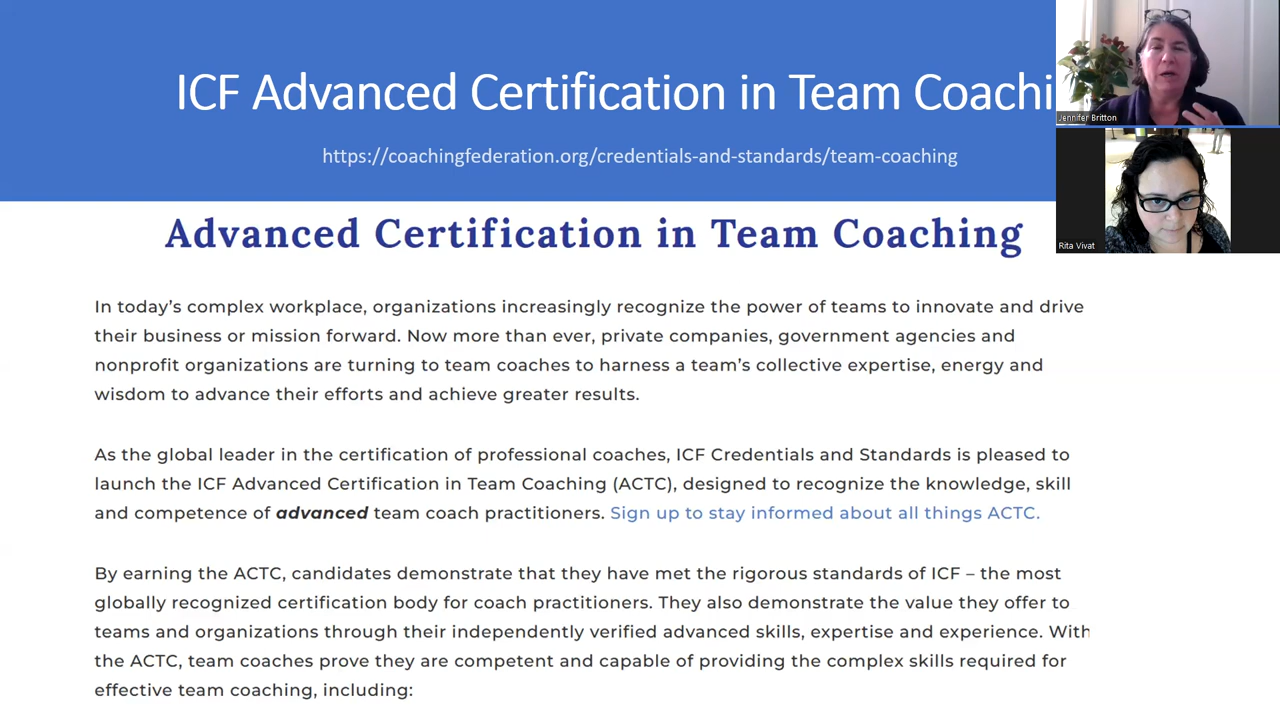 ICF Advanced Certification in Team Coachi
https://coachingfederation.org/credentials-and-standards/team-coaching
Jennifer Britton
Rita Vivat
Advanced Certification in Team Coaching
In today’s complex workplace, organizations increasingly recognize the power of teams to innovate and drive
their business or mission forward. Now more than ever, private companies, government agencies and
nonprofit organizations are turning to team coaches to harness a team’s collective expertise, energy and
wisdom to advance their efforts and achieve greater results.
As the global leader in the certification of professional coaches, ICF Credentials and Standards is pleased to
launch the ICF Advanced Certification in Team Coaching (ACTC), designed to recognize the knowledge, skill
and competence of advanced team coach practitioners. Sign up to stay informed about all things ACTC.
By earning the ACTC, candidates demonstrate that they have met the rigorous standards of ICF – the most
globally recognized certification body for coach practitioners. They also demonstrate the value they offer to
teams and organizations through their independently verified advanced skills, expertise and experience. With
the ACTC, team coaches prove they are competent and capable of providing the complex skills required for
effective team coaching, including: